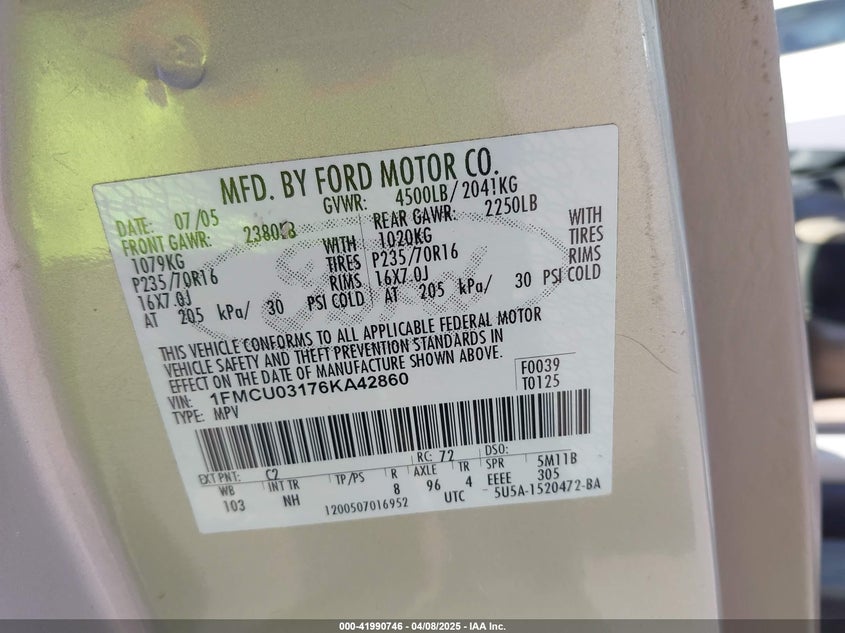 MFD. BY FORD MOTOR CO.
DATE: 07/05 GVWR: 4500LB/2041KG
FRONT GAWR: 2380LB REAR GAWR: 2250LB
1079KG WITH 1020KG WITH
P235/70R16 TIRES P235/70R16 TIRES
16X7.0J RIMS 16X7.0J RIMS
AT 205 kPa/ 30 PSI COLD AT 205 kPa/ 30 PSI COLD
THIS VEHICLE CONFORMS TO ALL APPLICABLE FEDERAL MOTOR
VEHICLE SAFETY AND THEFT PREVENTION STANDARDS IN
EFFECT ON THE DATE OF MANUFACTURE SHOWN ABOVE.
VIN: 1FMCU03176KA42860 F0039
TYPE: MPV T0125
EXT PNT: C2 RC: 72 DSO:
WB INT TR TP/PS R AXLE TR SPR 5M11B
103 NH 8 96 4 EEEE 305
1200507016952 UTC 5U5A-1520472-BA
000-41990746 - 04/08/2025 - IAA Inc.